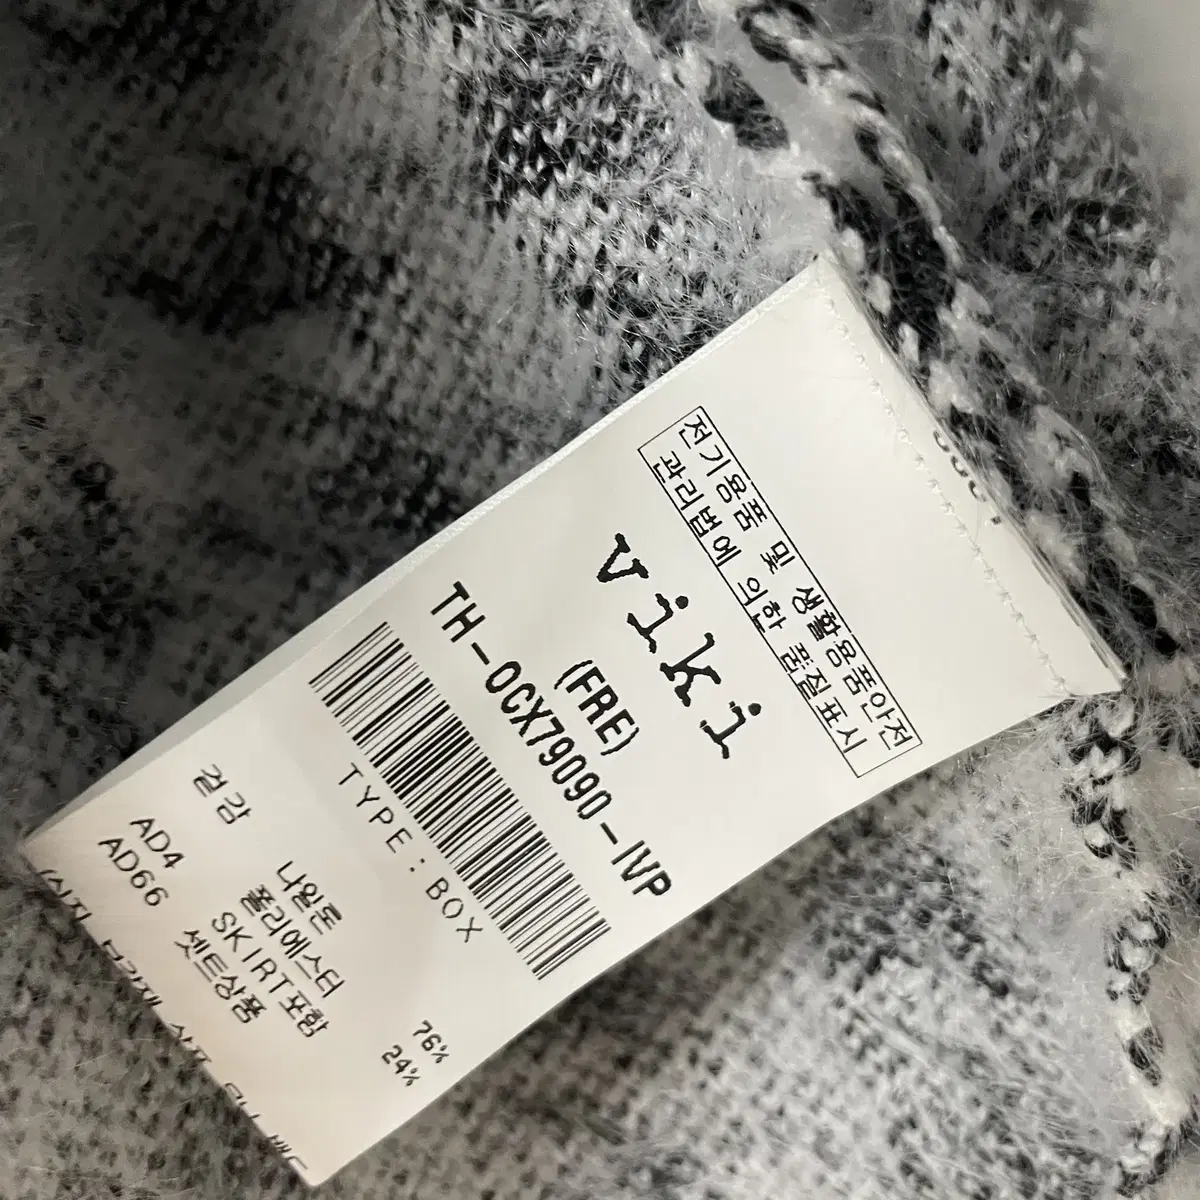 전기용품 및 생활용품안전
관리법에 의한 품질표시
viki
(FRE)
TH-OCX79090-IVP
TYPE:BOX
겉감 나일론 76%
폴리에스터 24%
AD4 SKIRT포함
AD66 셋트상품